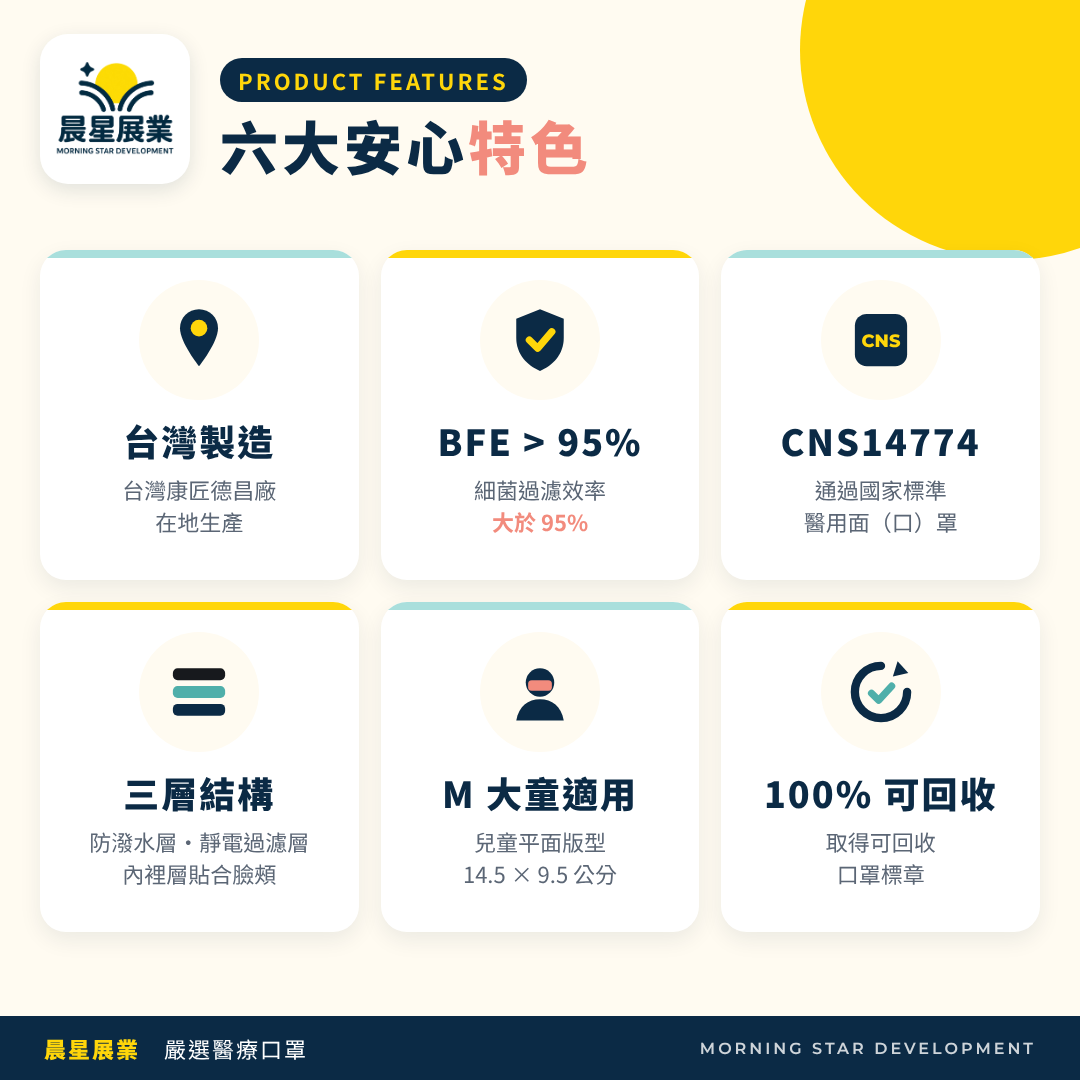 晨星展業
MORNING STAR DEVELOPMENT
PRODUCT FEATURES
六大安心特色
台灣製造
台灣康匠德昌廠
在地生產
BFE > 95%
細菌過濾效率
大於 95%
CNS
CNS14774
通過國家標準
醫用面（口）罩
三層結構
防潑水層・靜電過濾層
內裡層貼合臉頰
M 大童適用
兒童平面版型
14.5 × 9.5 公分
100% 可回收
取得可回收
口罩標章
晨星展業 嚴選醫療口罩
MORNING STAR DEVELOPMENT